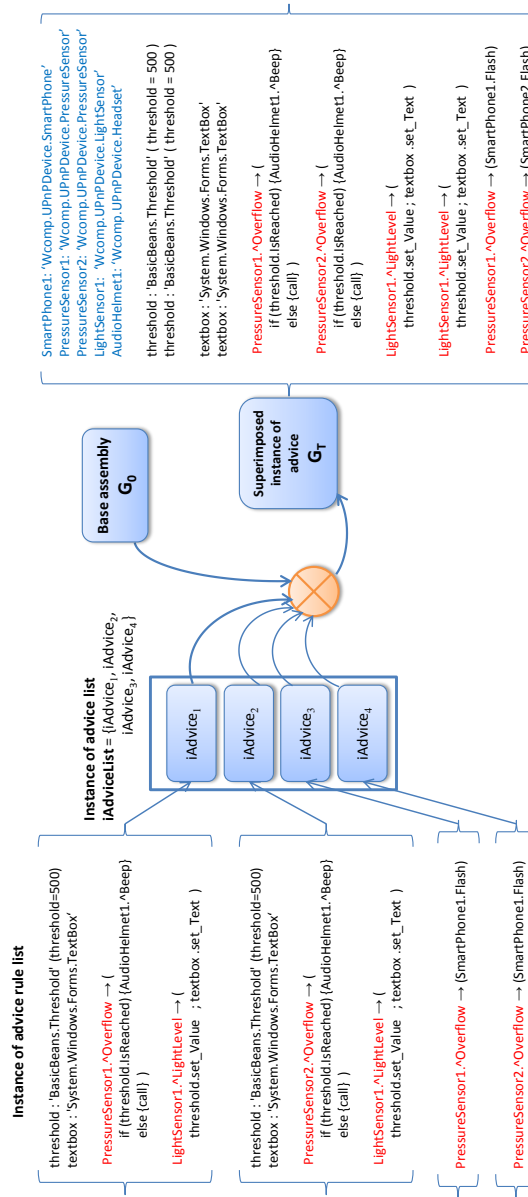 Instance of advice rule list
threshold : 'BasicBeans.Threshold' (threshold=500)
textbox : 'System.Windows.Forms.TextBox'
PressureSensor1.^Overflow → (
if (threshold.IsReached) {AudioHelmet1.^Beep}
else {call} )
LightSensor1.^LightLevel → (
threshold.set_Value ; textbox .set_Text )
threshold : 'BasicBeans.Threshold' (threshold=500)
textbox : 'System.Windows.Forms.TextBox'
PressureSensor2.^Overflow → (
if (threshold.IsReached) {AudioHelmet1.^Beep}
else {call} )
LightSensor1.^LightLevel → (
threshold.set_Value ; textbox .set_Text )
PressureSensor1.^Overflow → (SmartPhone1.Flash)
PressureSensor2.^Overflow → (SmartPhone1.Flash)
Instance of advice list
iAdviceList = {iAdvice1, iAdvice2,
iAdvice3, iAdvice4}
iAdvice1
iAdvice2
iAdvice3
iAdvice4
Base assembly
G0
Superimposed
instance of
advice
GT
SmartPhone1: 'Wcomp.UPnPDevice.SmartPhone'
PressureSensor1: 'Wcomp.UPnPDevice.PressureSensor'
PressureSensor2: 'Wcomp.UPnPDevice.PressureSensor'
LightSensor1: 'Wcomp.UPnPDevice.LightSensor'
AudioHelmet1: 'Wcomp.UPnPDevice.Headset'
threshold : 'BasicBeans.Threshold' ( threshold = 500 )
threshold : 'BasicBeans.Threshold' ( threshold = 500 )
textbox : 'System.Windows.Forms.TextBox'
textbox : 'System.Windows.Forms.TextBox'
PressureSensor1.^Overflow → (
if (threshold.IsReached) {AudioHelmet1.^Beep}
else {call} )
PressureSensor2.^Overflow → (
if (threshold.IsReached) {AudioHelmet1.^Beep}
else {call} )
LightSensor1.^LightLevel → (
threshold.set_Value ; textbox .set_Text )
LightSensor1.^LightLevel → (
threshold.set_Value ; textbox .set_Text )
PressureSensor1.^Overflow → (SmartPhone1.Flash)
PressureSensor2.^Overflow → (SmartPhone2.Flash)